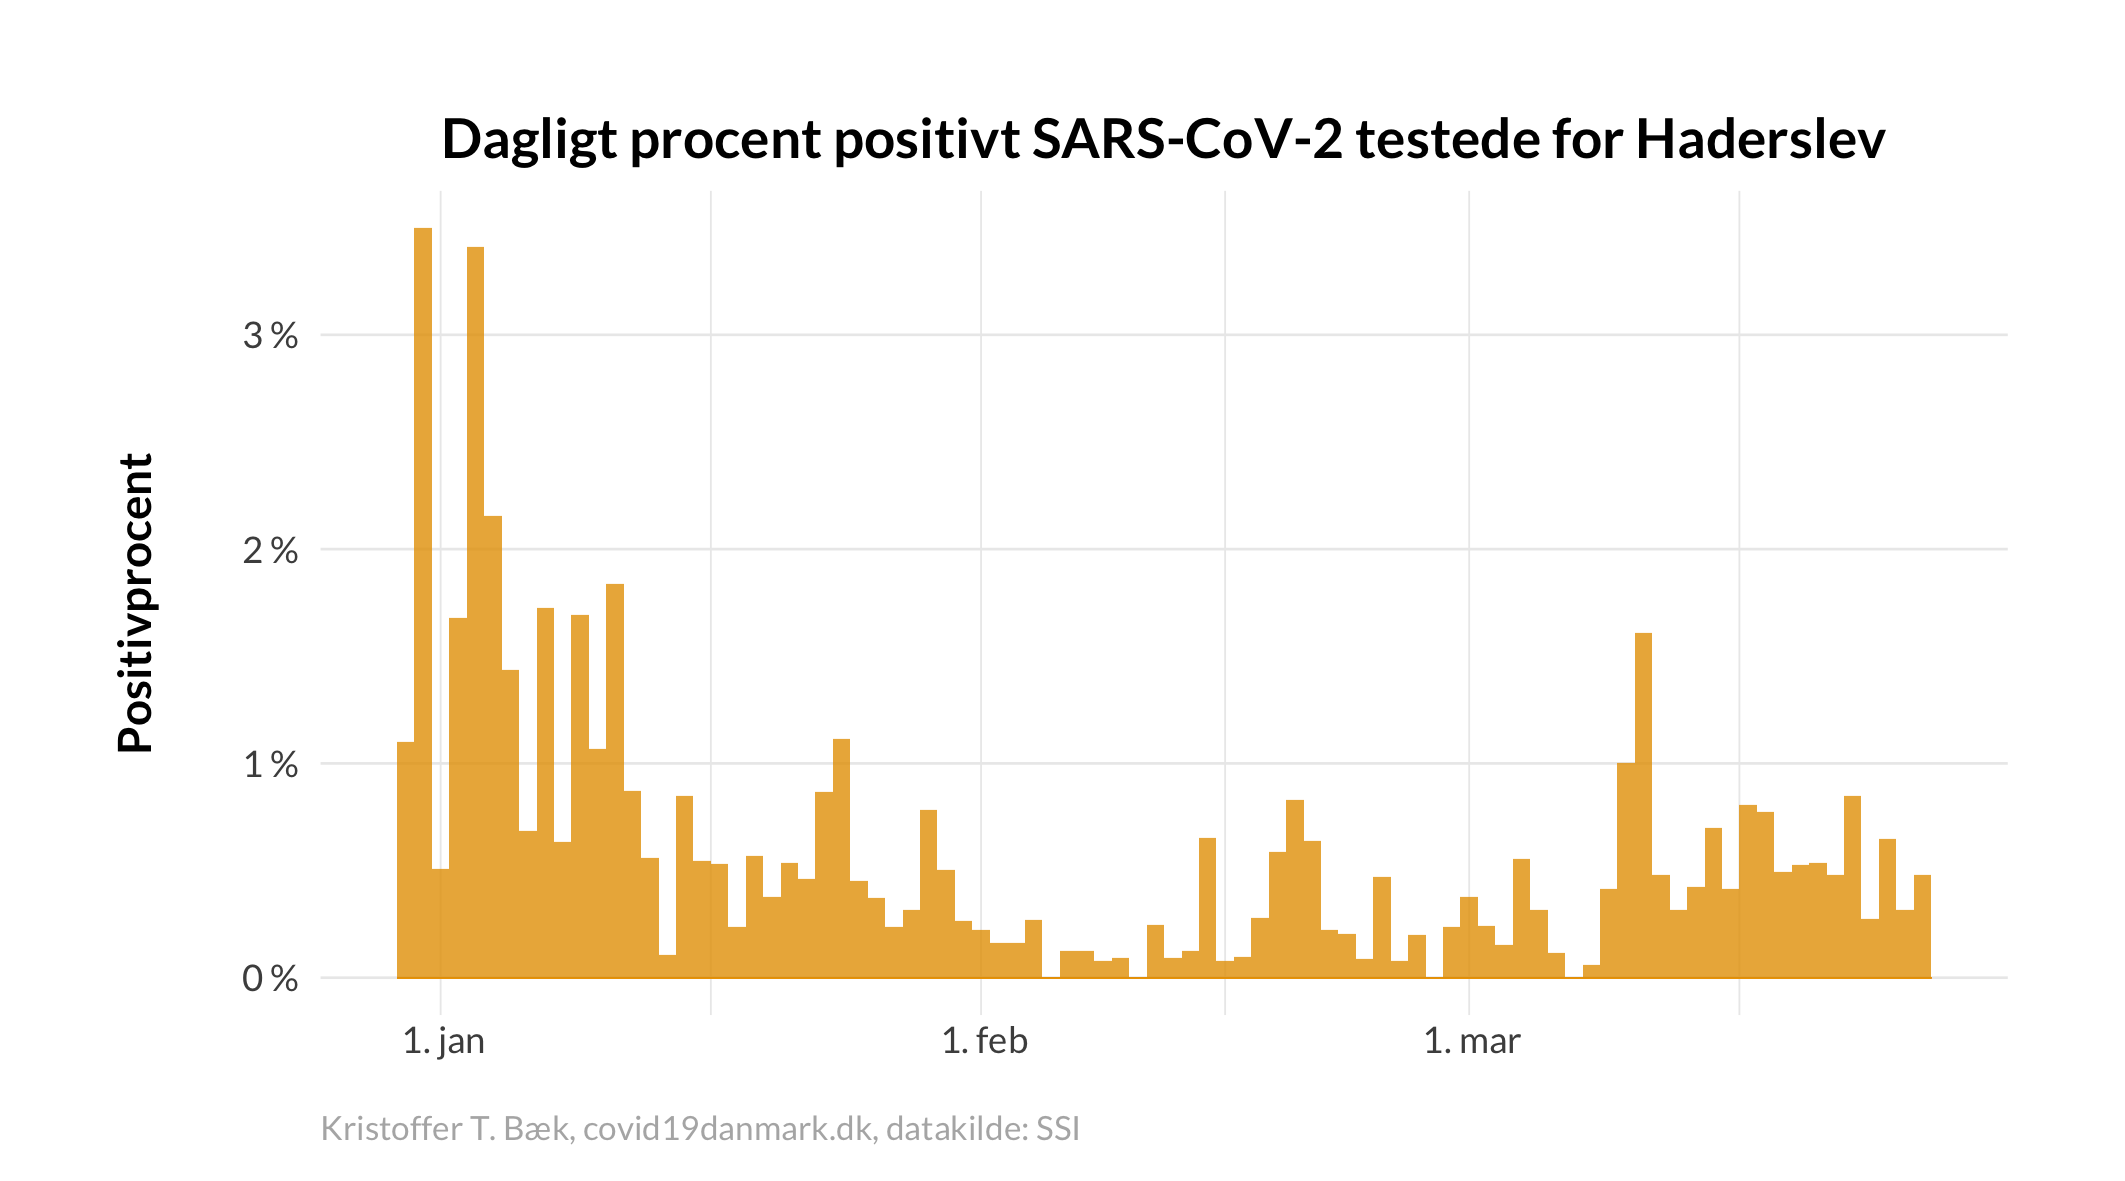 Dagligt procent positivt SARS-CoV-2 testede for Haderslev
Positivprocent
3 %
2 %
1 %
0 %
1. jan
1. feb
1. mar
Kristoffer T. Bæk, covid19danmark.dk, datakilde: SSI